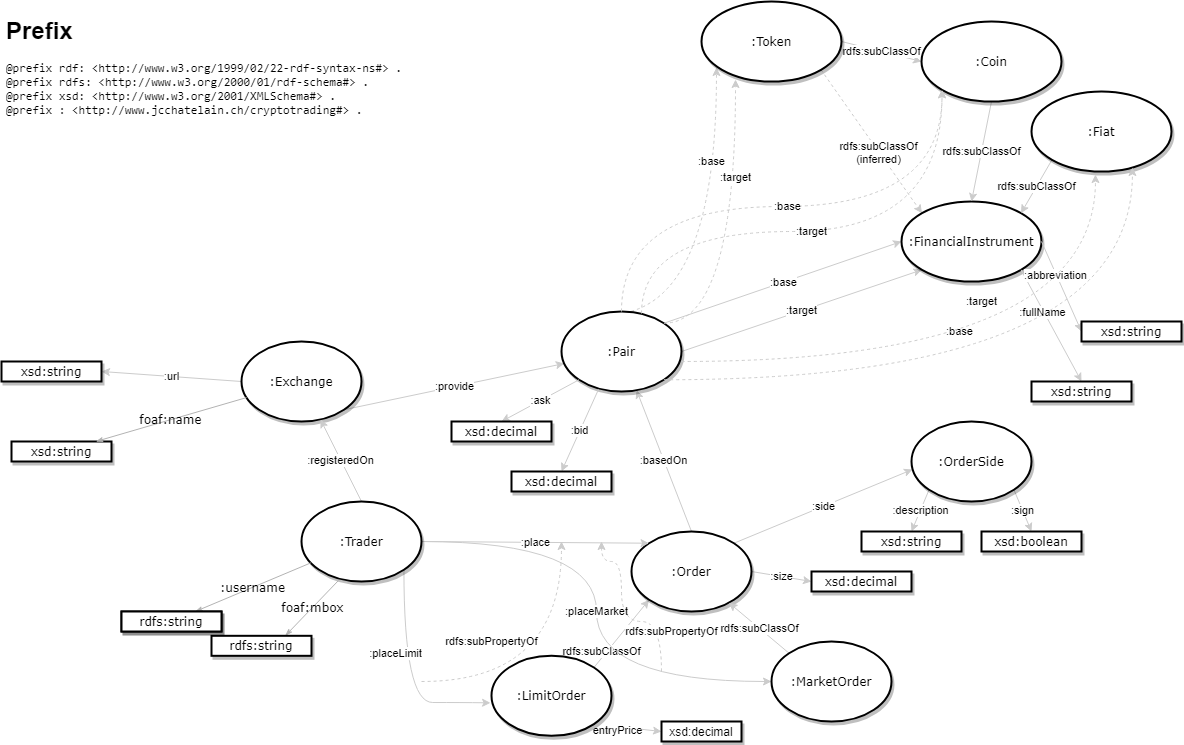 Prefix
@prefix rdf: <http://www.w3.org/1999/02/22-rdf-syntax-ns#> .
@prefix rdfs: <http://www.w3.org/2000/01/rdf-schema#> .
@prefix xsd: <http://www.w3.org/2001/XMLSchema#> .
@prefix : <http://www.jcchatelain.ch/cryptotrading#> .
:Token
rdfs:subClassOf
:Coin
:Fiat
rdfs:subClassOf
(inferred)
rdfs:subClassOf
rdfs:subClassOf
:base
:target
:base
:target
:FinancialInstrument
:base
:target
:abbreviation
:target
:fullName
:base
xsd:string
xsd:string
:Pair
:Exchange
:url
xsd:string
foaf:name
xsd:string
:provide
:ask
xsd:decimal
:bid
xsd:decimal
:registeredOn
:basedOn
:OrderSide
:side
:description
:sign
xsd:string
xsd:boolean
:Trader
:place
:Order
:size
xsd:decimal
:username
foaf:mbox
rdfs:string
rdfs:string
:placeMarket
rdfs:subPropertyOf
rdfs:subClassOf
rdfs:subPropertyOf
:placeLimit
rdfs:subClassOf
:LimitOrder
:MarketOrder
entryPrice
xsd:decimal